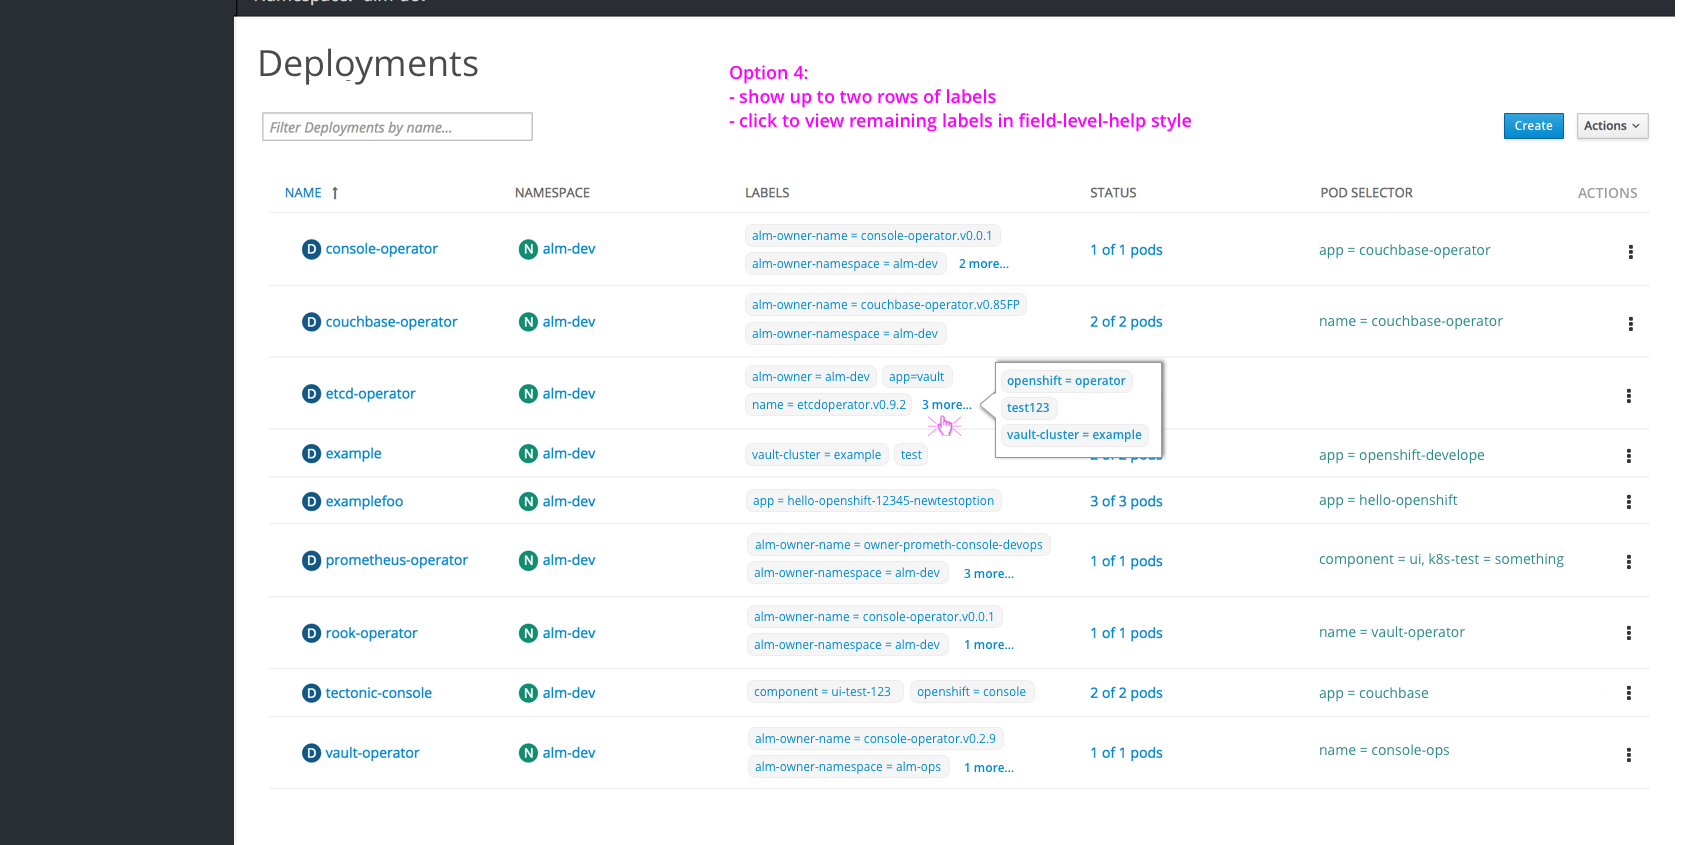 Namespace: alm-dev
Deployments
Option 4:
- show up to two rows of labels
- click to view remaining labels in field-level-help style
Filter Deployments by name...
Create
Actions
NAME NAMESPACE LABELS STATUS POD SELECTOR ACTIONS
alm-owner-name = console-operator.v0.0.1
D console-operator N alm-dev 1 of 1 pods app = couchbase-operator
alm-owner-namespace = alm-dev 2 more...
alm-owner-name = couchbase-operator.v0.85FP
D couchbase-operator N alm-dev 2 of 2 pods name = couchbase-operator
alm-owner-namespace = alm-dev
alm-owner = alm-dev app=vault
D etcd-operator N alm-dev
name = etcdoperator.v0.9.2 3 more...
openshift = operator
test123
vault-cluster = example
D example N alm-dev vault-cluster = example test 2 of 2 pods app = openshift-develope
D examplefoo N alm-dev app = hello-openshift-12345-newtestoption 3 of 3 pods app = hello-openshift
alm-owner-name = owner-prometh-console-devops
D prometheus-operator N alm-dev 1 of 1 pods component = ui, k8s-test = something
alm-owner-namespace = alm-dev 3 more...
alm-owner-name = console-operator.v0.0.1
D rook-operator N alm-dev 1 of 1 pods name = vault-operator
alm-owner-namespace = alm-dev 1 more...
D tectonic-console N alm-dev component = ui-test-123 openshift = console 2 of 2 pods app = couchbase
alm-owner-name = console-operator.v0.2.9
D vault-operator N alm-dev 1 of 1 pods name = console-ops
alm-owner-namespace = alm-ops 1 more...